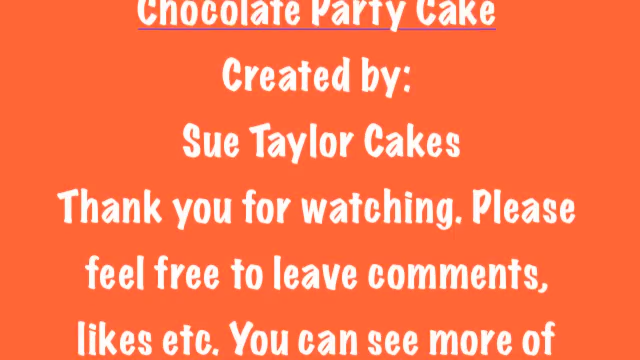 Chocolate Party Cake
Created by:
Sue Taylor Cakes
Thank you for watching. Please
feel free to leave comments,
likes etc. You can see more of